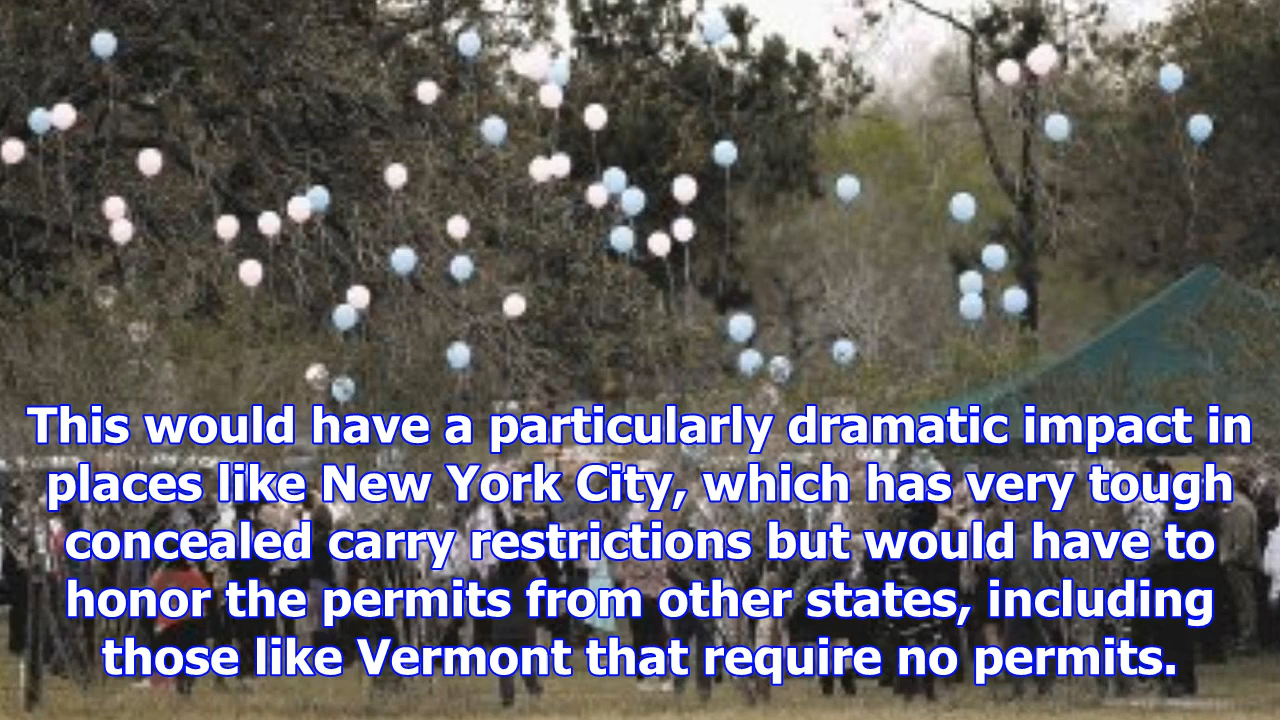 This would have a particularly dramatic impact in
places like New York City, which has very tough
concealed carry restrictions but would have to
honor the permits from other states, including
those like Vermont that require no permits.